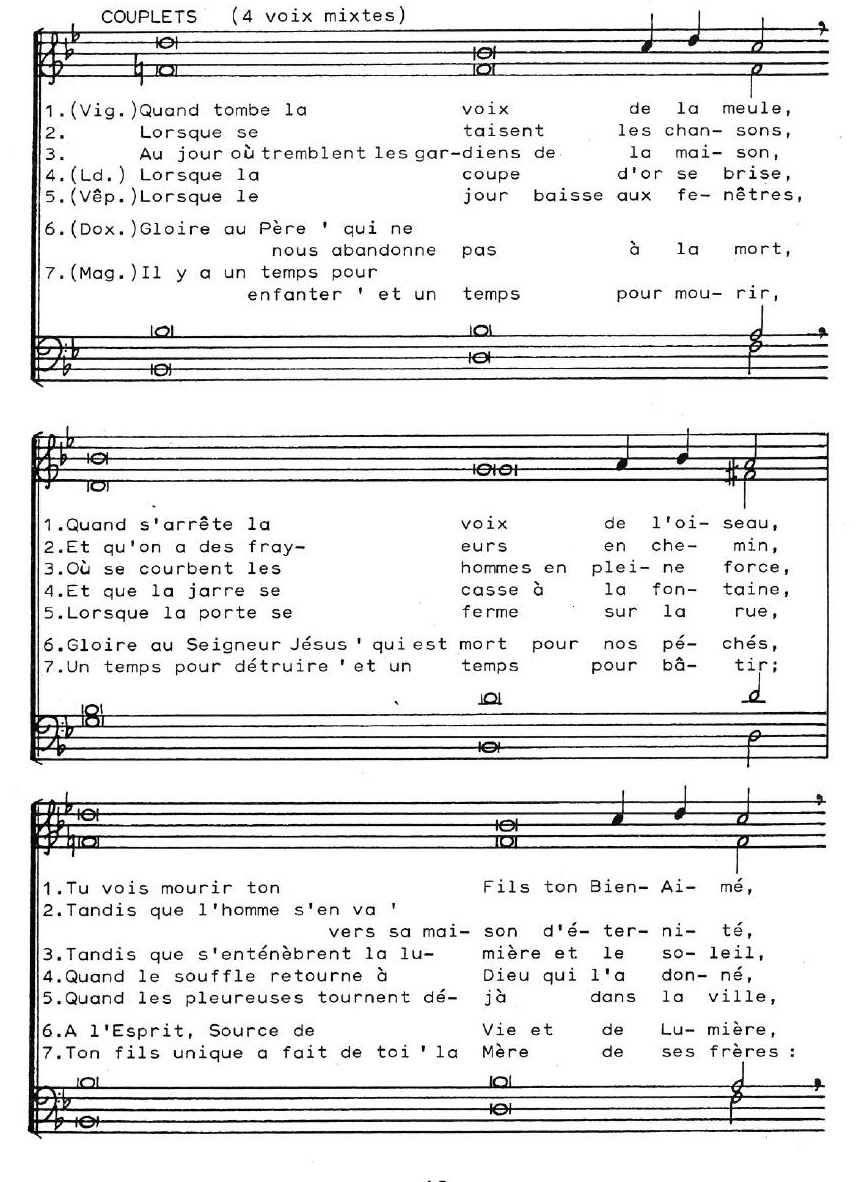 COUPLETS (4 voix mixtes)
1.(Vig.)Quand tombe la voix de la meule,
2. Lorsque se taisent les chan- sons,
3. Au jour où tremblent les gar-diens de la mai- son,
4.(Ld.) Lorsque la coupe d'or se brise,
5.(Vêp.)Lorsque le jour baisse aux fe- nêtres,
6.(Dox.)Gloire au Père ' qui ne
nous abandonne pas à la mort,
7.(Mag.)Il y a un temps pour
enfanter ' et un temps pour mou- rir,
1.Quand s'arrête la voix de l'oi- seau,
2.Et qu'on a des fray- eurs en che- min,
3.Où se courbent les hommes en plei- ne force,
4.Et que la jarre se casse à la fon- taine,
5.Lorsque la porte se ferme sur la rue,
6.Gloire au Seigneur Jésus ' qui est mort pour nos pé- chés,
7.Un temps pour détruire ' et un temps pour bâ- tir;
1.Tu vois mourir ton Fils ton Bien- Ai- mé,
2.Tandis que l'homme s'en va '
vers sa mai- son d'é- ter- ni- té,
3.Tandis que s'enténèbrent la lu- mière et le so- leil,
4.Quand le souffle retourne à Dieu qui l'a don- né,
5.Quand les pleureuses tournent dé- jà dans la ville,
6.A l'Esprit, Source de Vie et de Lu- mière,
7.Ton fils unique a fait de toi ' la Mère de ses frères :